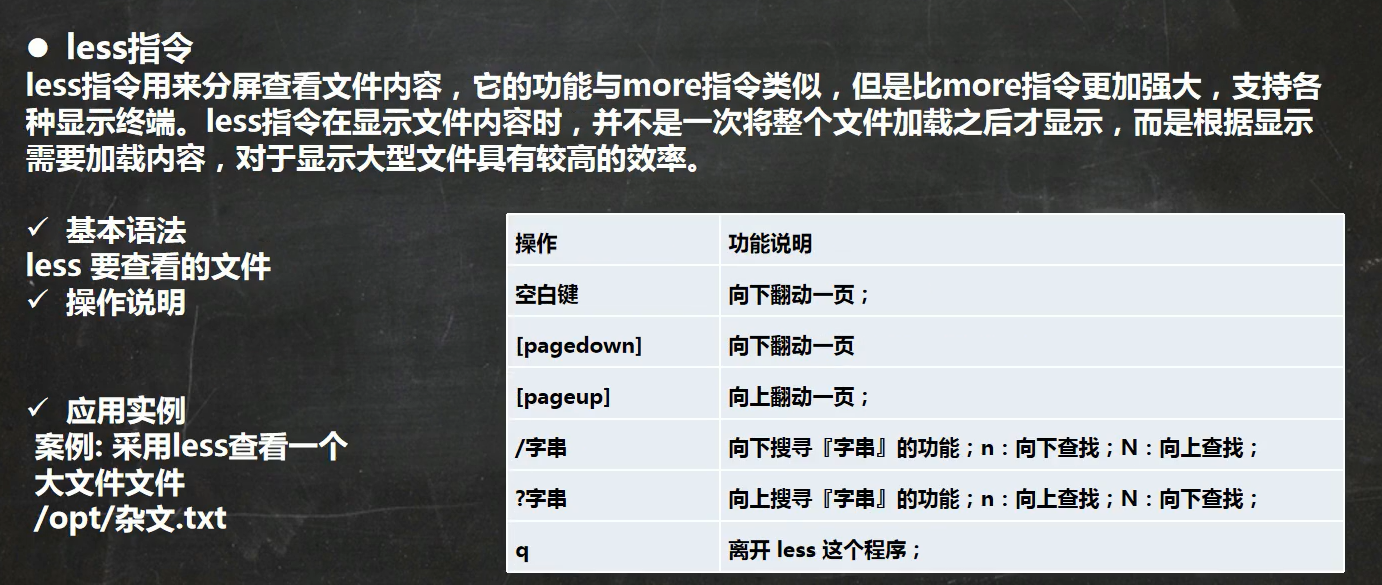 ● less指令
less指令用来分屏查看文件内容，它的功能与more指令类似，但是比more指令更加强大，支持各
种显示终端。less指令在显示文件内容时，并不是一次将整个文件加载之后才显示，而是根据显示
需要加载内容，对于显示大型文件具有较高的效率。
✓ 基本语法
less 要查看的文件
✓ 操作说明
✓ 应用实例
案例: 采用less查看一个
大文件文件
/opt/杂文.txt
操作 功能说明
空白键 向下翻动一页；
[pagedown] 向下翻动一页
[pageup] 向上翻动一页；
/字串 向下搜寻『字串』的功能；n：向下查找；N：向上查找；
?字串 向上搜寻『字串』的功能；n：向上查找；N：向下查找；
q 离开 less 这个程序；